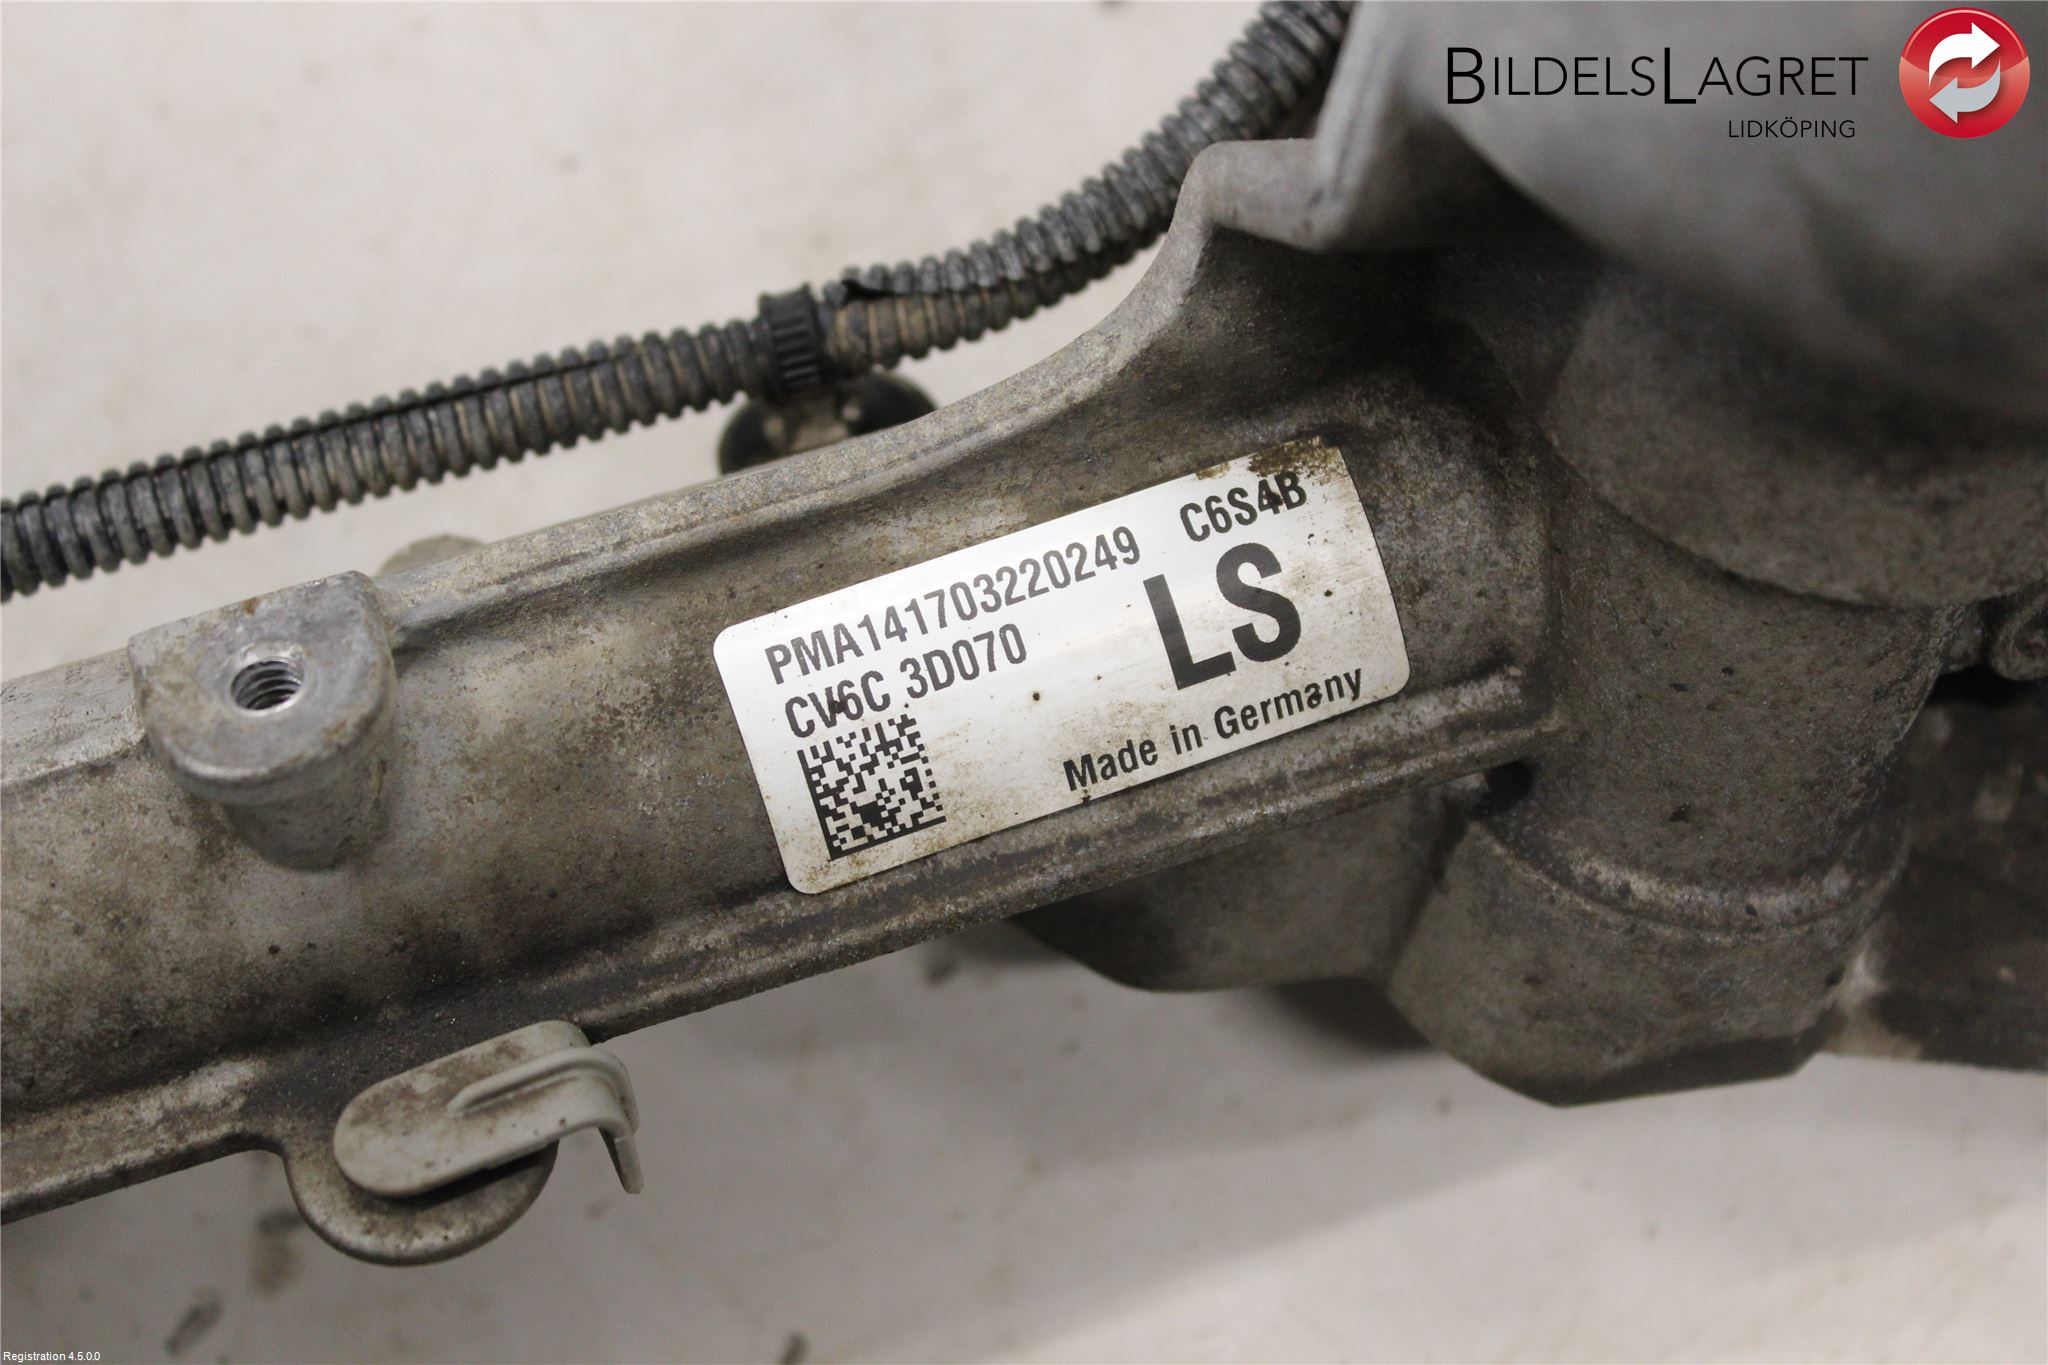 BILDELSLAGRET
LIDKÖPING
PMA141703220249 C6S4B
CV6C 3D070
LS
Made in Germany
Registration 4.5.0.0